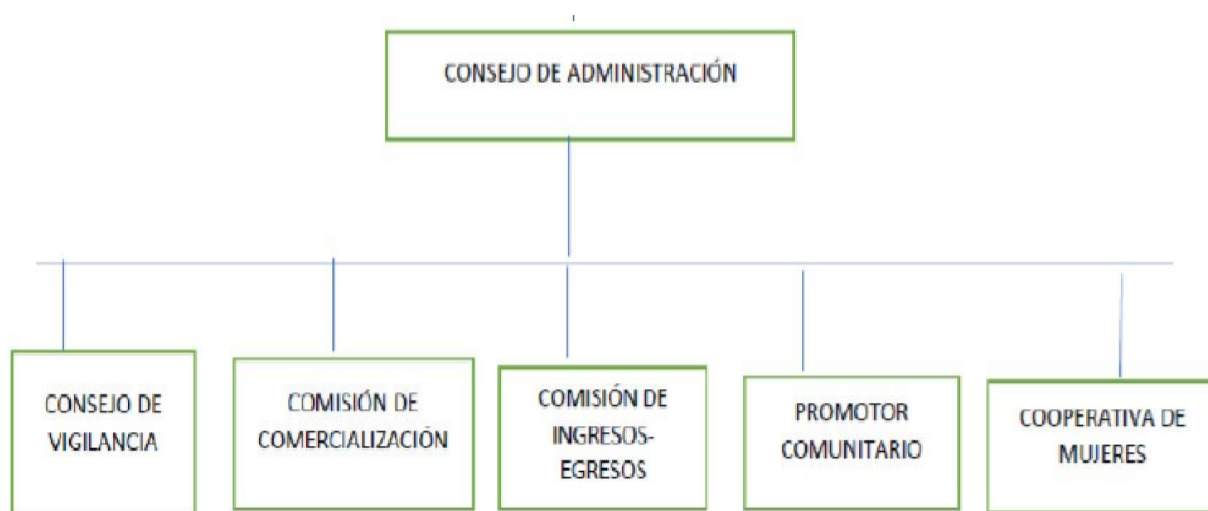 CONSEJO DE ADMINISTRACIÓN
CONSEJO DE
VIGILANCIA
COMISIÓN DE
COMERCIALIZACIÓN
COMISIÓN DE
INGRESOS-
EGRESOS
PROMOTOR
COMUNITARIO
COOPERATIVA DE
MUJERES